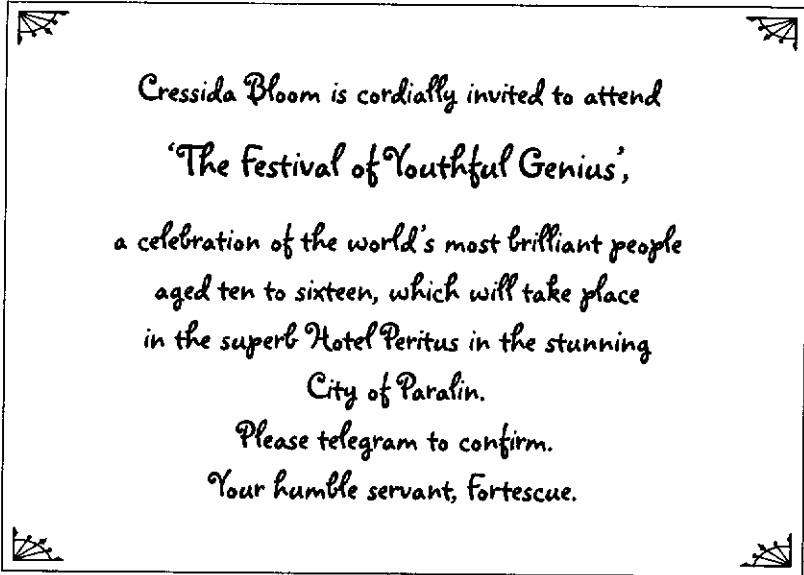 Cressida Bloom is cordially invited to attend
‘The Festival of Youthful Genius’,
a celebration of the world’s most brilliant people
aged ten to sixteen, which will take place
in the superb Hotel Peritus in the stunning
City of Paralin.
Please telegram to confirm.
Your humble servant, Fortescue.